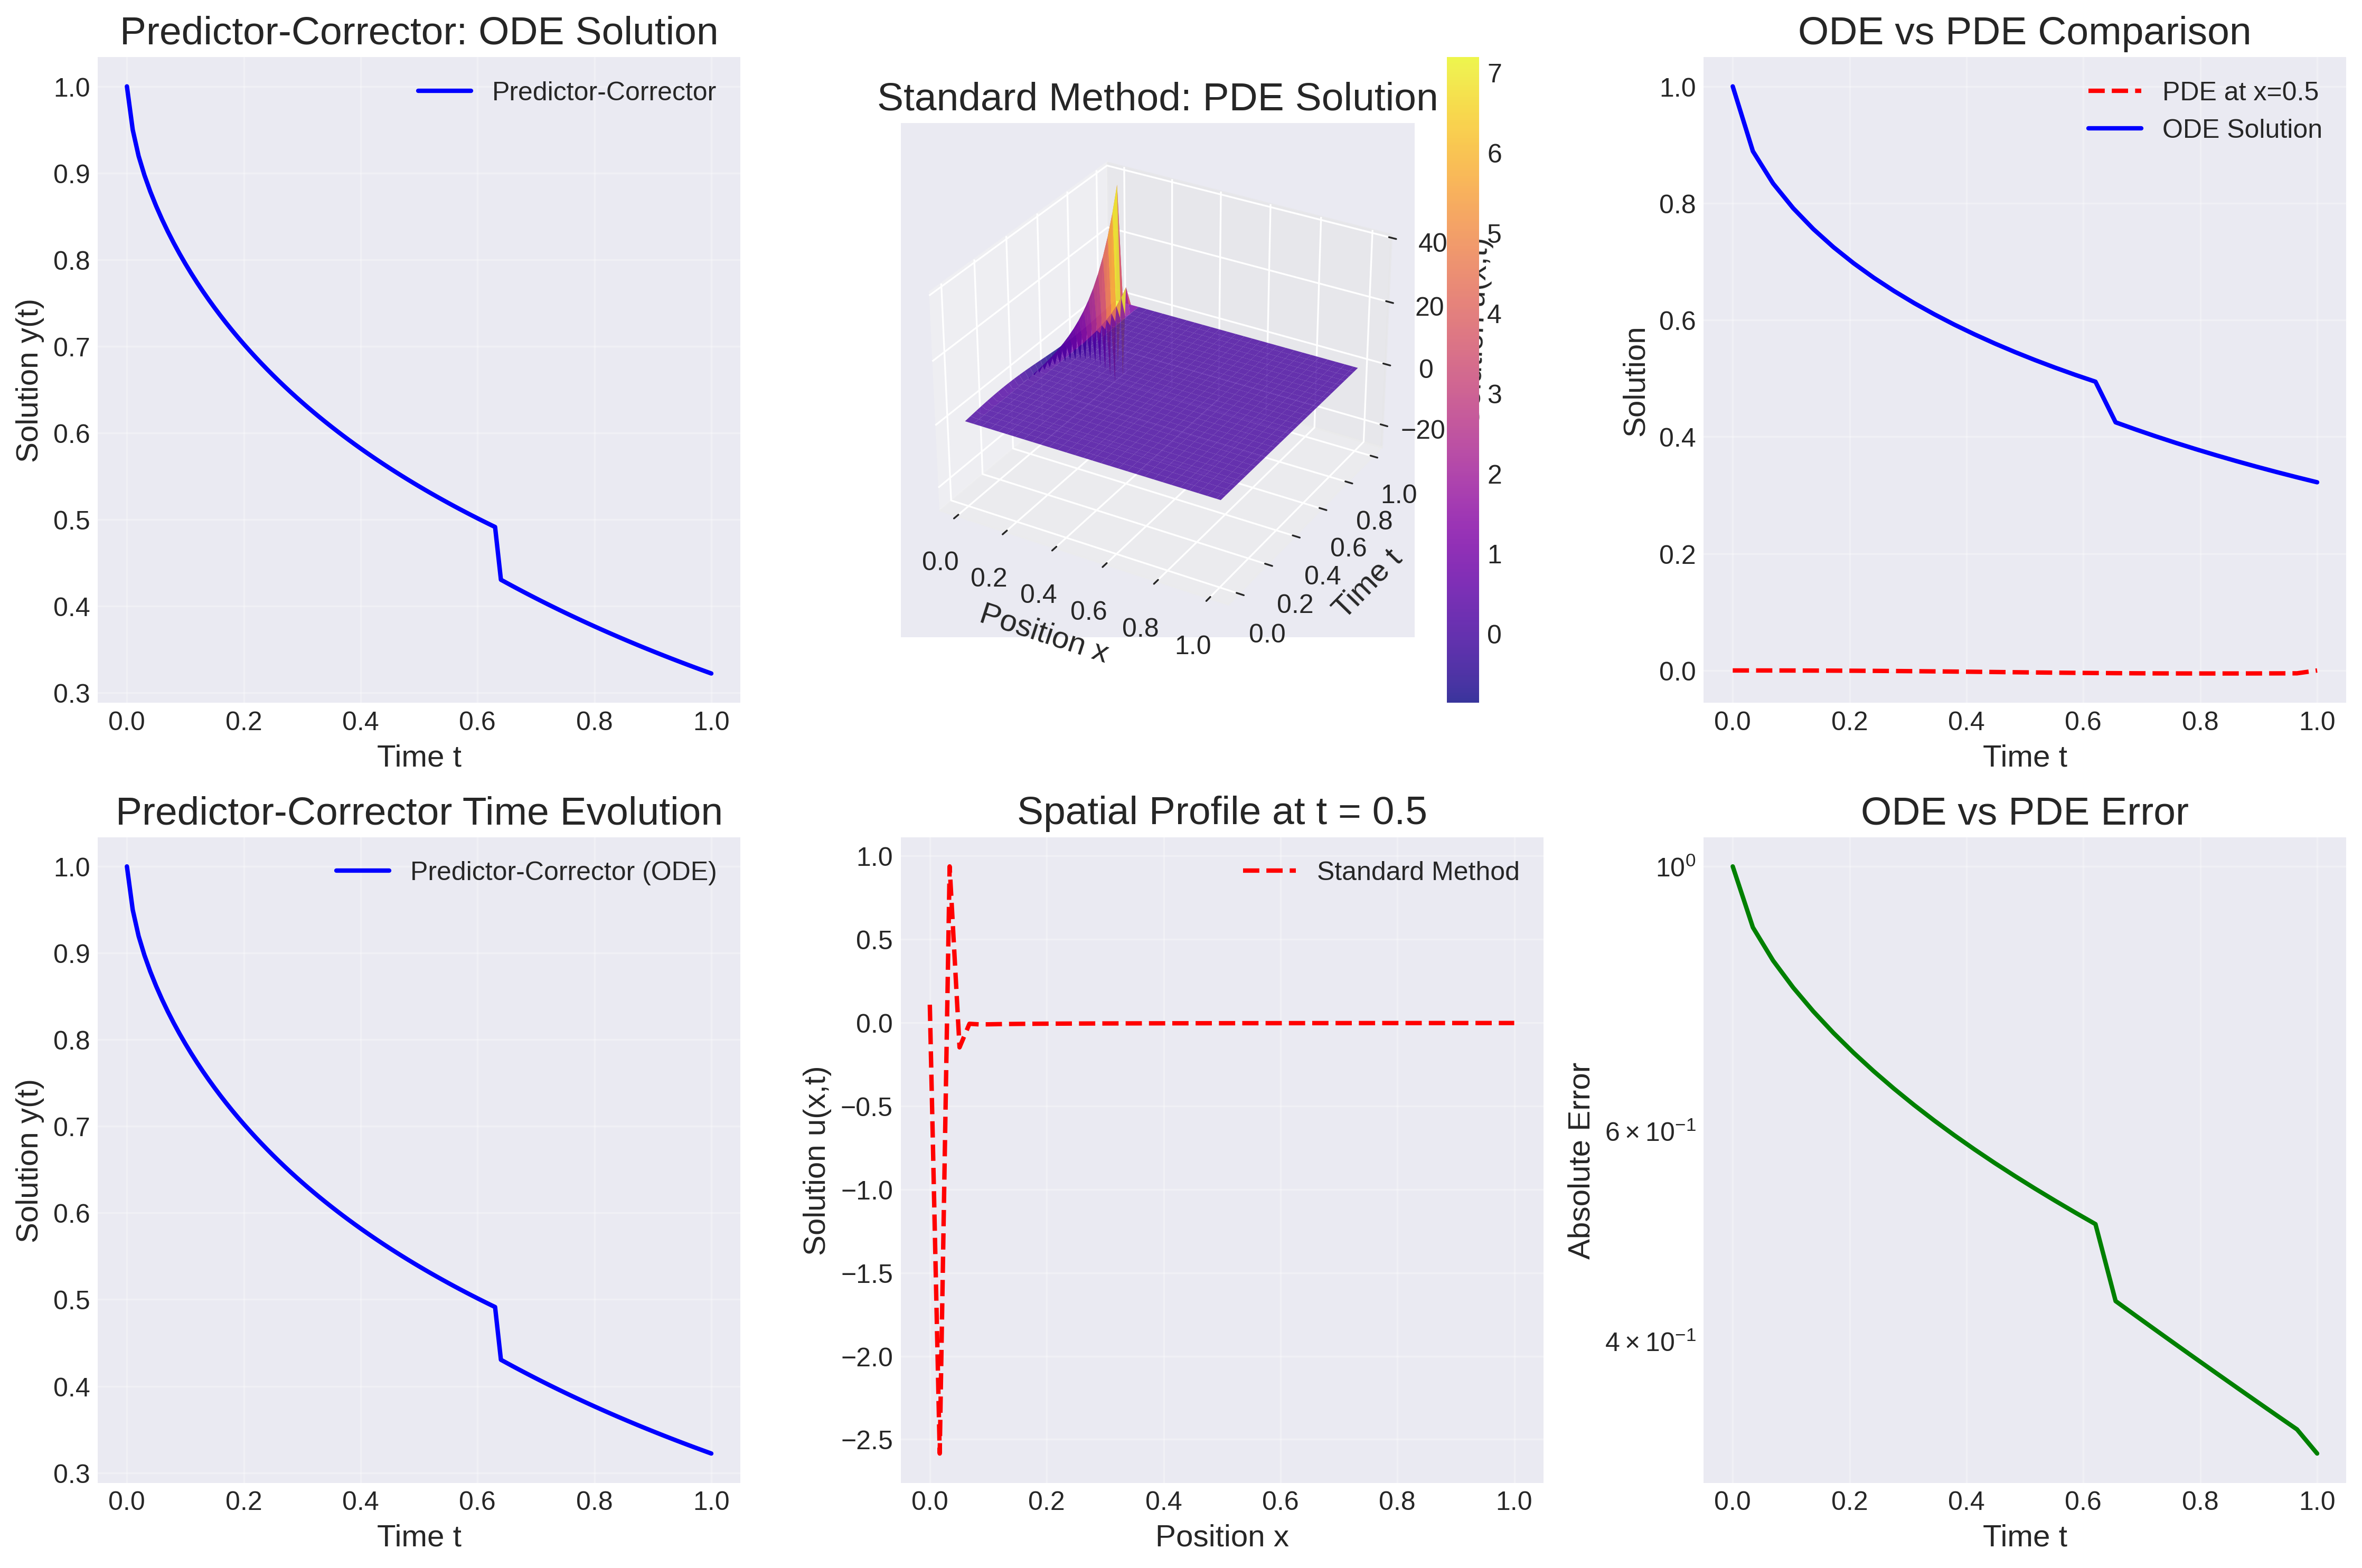 Predictor-Corrector: ODE Solution
Predictor-Corrector
1.0
0.9
0.8
0.7
0.6
0.5
0.4
0.3
Solution y(t)
0.0 0.2 0.4 0.6 0.8 1.0
Time t
Standard Method: PDE Solution
40
20
0
−20
0.0 0.2 0.4 0.6 0.8 1.0
Position x
0.0 0.2 0.4 0.6 0.8 1.0
Time t
7
6
5
4
3
2
1
0
ODE vs PDE Comparison
PDE at x=0.5
ODE Solution
1.0
0.8
0.6
0.4
0.2
0.0
Solution
0.0 0.2 0.4 0.6 0.8 1.0
Time t
Predictor-Corrector Time Evolution
Predictor-Corrector (ODE)
1.0
0.9
0.8
0.7
0.6
0.5
0.4
0.3
Solution y(t)
0.0 0.2 0.4 0.6 0.8 1.0
Time t
Spatial Profile at t = 0.5
Standard Method
1.0
0.5
0.0
−0.5
−1.0
−1.5
−2.0
−2.5
Solution u(x,t)
0.0 0.2 0.4 0.6 0.8 1.0
Position x
ODE vs PDE Error
10⁰
6×10⁻¹
4×10⁻¹
Absolute Error
0.0 0.2 0.4 0.6 0.8 1.0
Time t